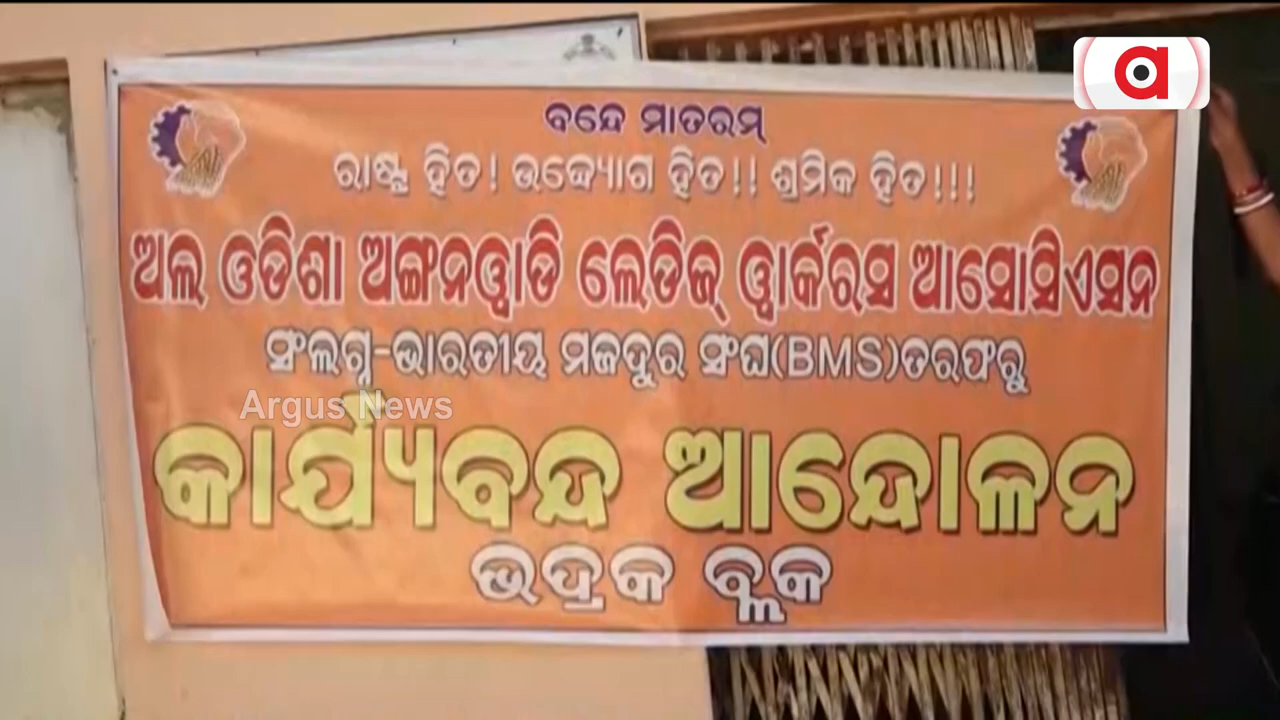 ବନ୍ଦେ ମାତରମ୍
ରାଷ୍ଟ୍ର ହିତ! ଉଦ୍ଦ୍ୟୋଗ ହିତ!! ଶ୍ରମିକ ହିତ!!!
ଅଲ ଓଡିଶା ଅଙ୍ଗନୱାଡି ଲେଡିଜ୍ ୱାର୍କରସ ଆସୋସିଏସନ
ସଂଲଗ୍ନ-ଭାରତୀୟ ମଜଦୁର ସଂଘ(BMS)ତରଫରୁ
Argus News
କାର୍ଯ୍ୟବନ୍ଦ ଆନ୍ଦୋଳନ
ଭଦ୍ରକ ବ୍ଲକ